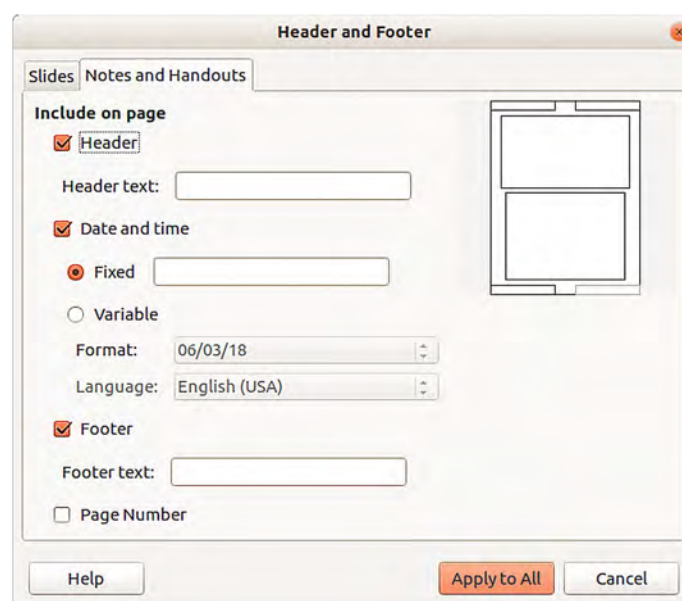 Header and Footer
Slides Notes and Handouts
Include on page
Header
Header text:
Date and time
Fixed
Variable
Format: 06/03/18
Language: English (USA)
Footer
Footer text:
Page Number
Help Apply to All Cancel